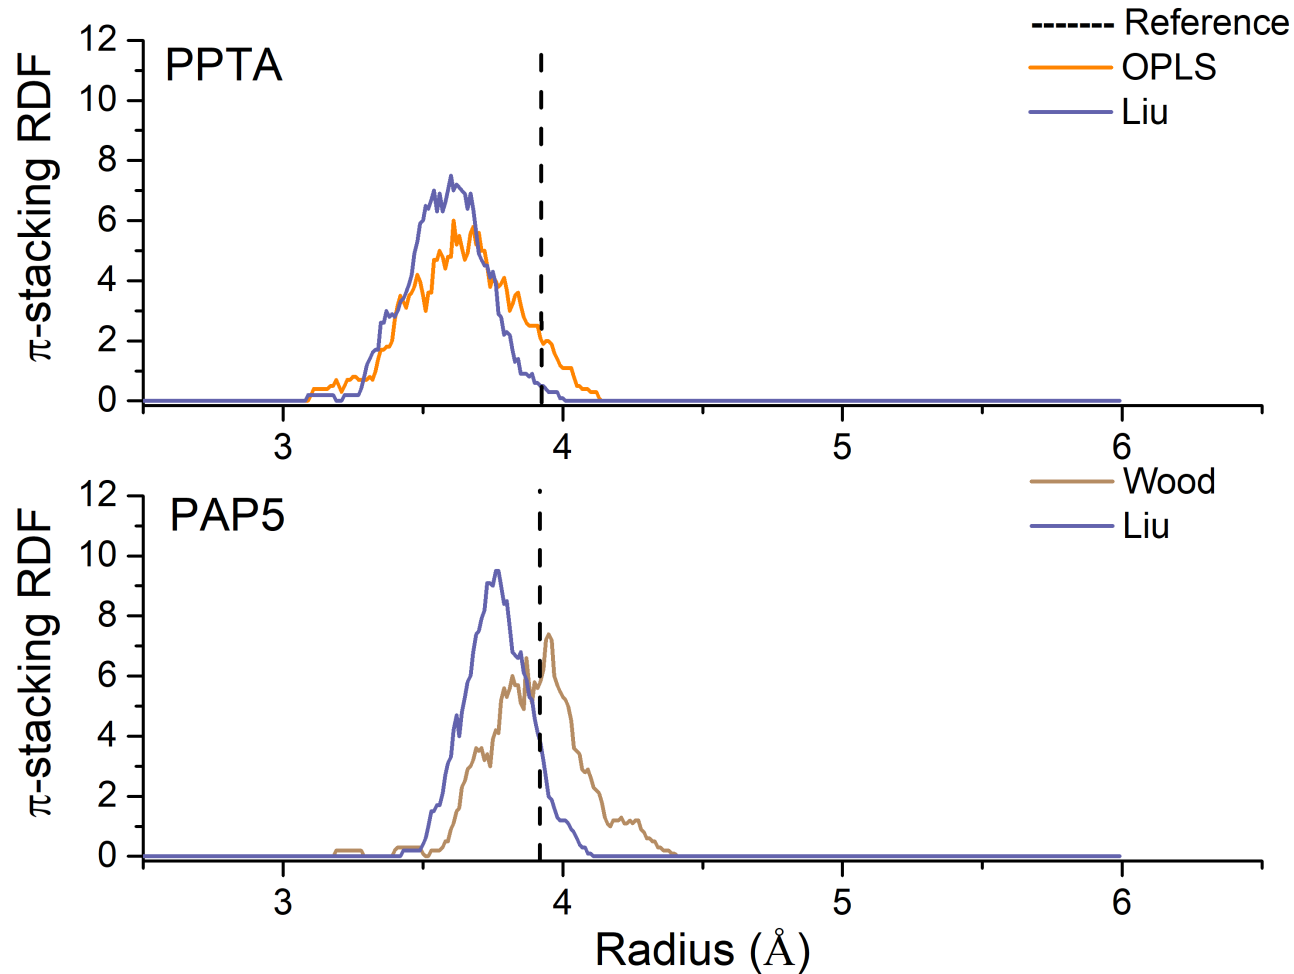 Reference
OPLS
Liu
PPTA
π-stacking RDF
12
10
8
6
4
2
0
3 4 5 6
Wood
Liu
PAP5
π-stacking RDF
12
10
8
6
4
2
0
3 4 5 6
Radius (Å)